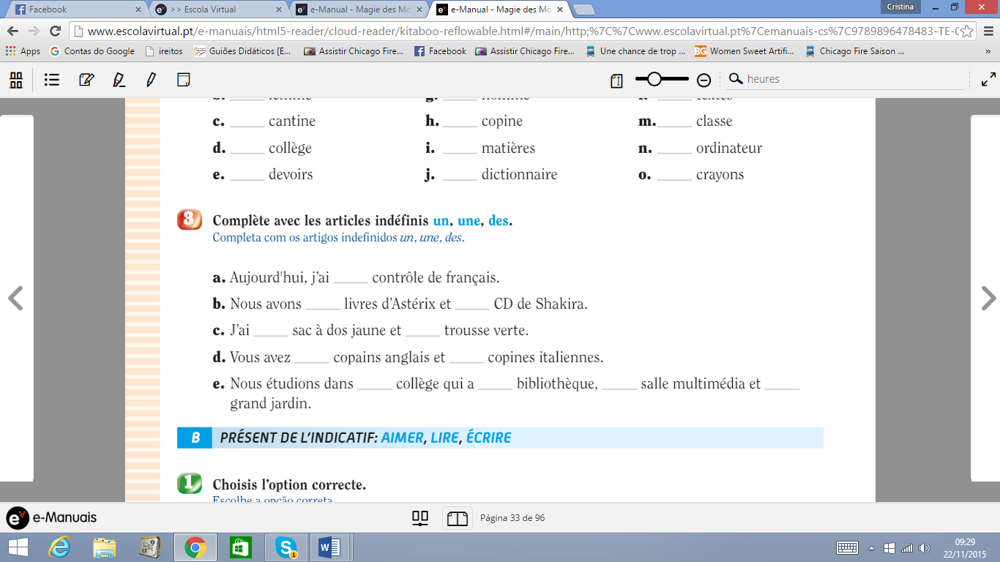 Facebook
>> Escola Virtual
e-Manual - Magie des Mo
e-Manual - Magie des Mo
Cristina
www.escolavirtual.pt/e-manuais/html5-reader/cloud-reader/kitaboo-reflowable.html#/main/http;%7C%7Cwww.escolavirtual.pt%7Cemanuais-cs%7C9789896478483-TE-0
Apps
Contas do Google
ireitos
Guiões Didáticos [E...
Assistir Chicago Fire...
Facebook
Assistir Chicago Fire...
Une chance de trop ...
BG Women Sweet Artifi...
Chicago Fire Saison ...
»
heures
c. _____ cantine h. _____ copine m. _____ classe
d. _____ collège i. _____ matières n. _____ ordinateur
e. _____ devoirs j. _____ dictionnaire o. _____ crayons
3 Complète avec les articles indéfinis un, une, des.
Completa com os artigos indefinidos un, une, des.
a. Aujourd'hui, j'ai _____ contrôle de français.
b. Nous avons _____ livres d'Astérix et _____ CD de Shakira.
c. J'ai _____ sac à dos jaune et _____ trousse verte.
d. Vous avez _____ copains anglais et _____ copines italiennes.
e. Nous étudions dans _____ collège qui a _____ bibliothèque, _____ salle multimédia et _____
grand jardin.
B PRÉSENT DE L'INDICATIF: AIMER, LIRE, ÉCRIRE
1 Choisis l'option correcte.
Escolhe a opção correta.
e-Manuais
Página 33 de 96
09:29
22/11/2015